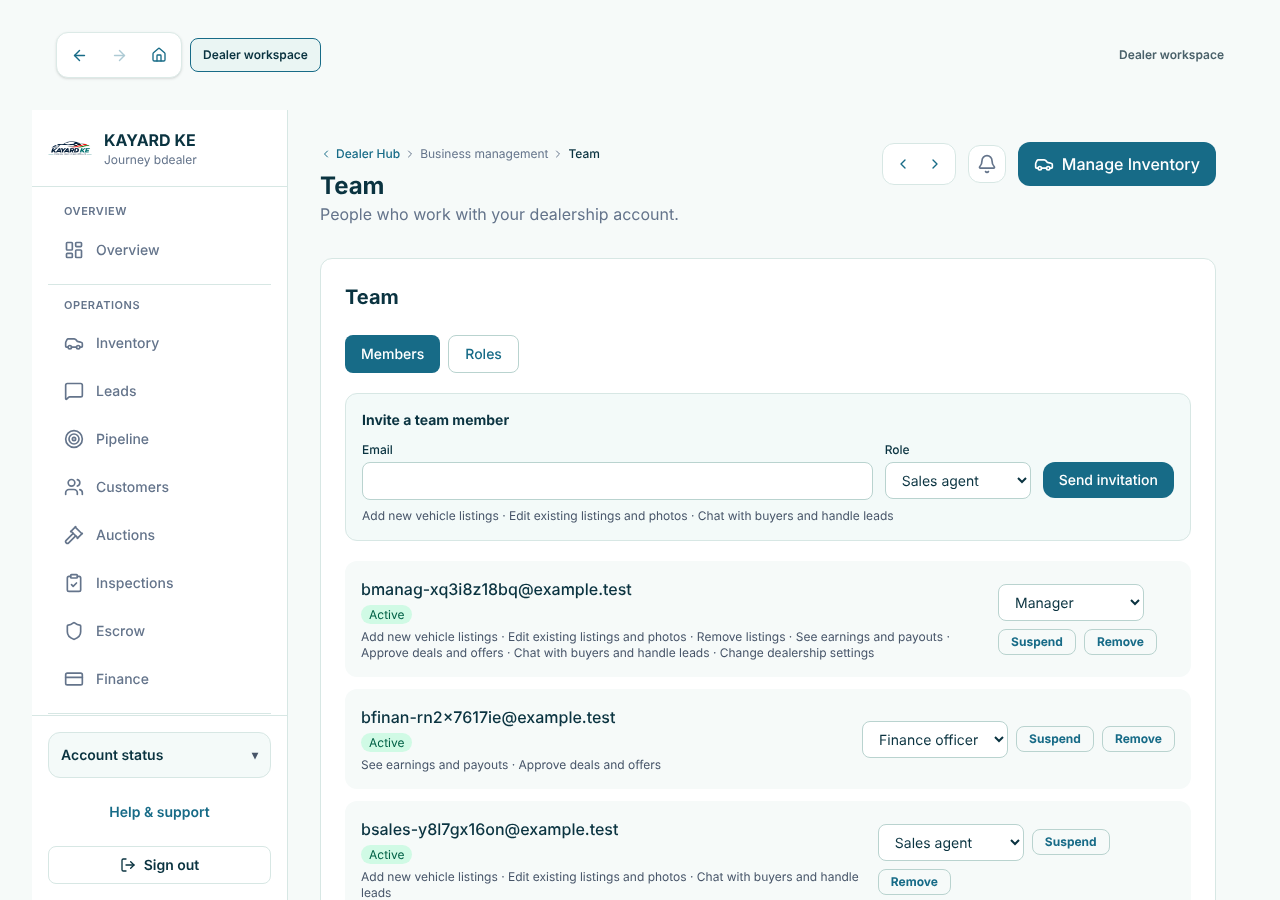 Dealer workspace
Dealer workspace
KAYARD KE
KAYARD KE
Journey bdealer
OVERVIEW
Overview
OPERATIONS
Inventory
Leads
Pipeline
Customers
Auctions
Inspections
Escrow
Finance
Account status
Help & support
Sign out
Dealer Hub
Business management
Team
Team
People who work with your dealership account.
Manage Inventory
Team
Members
Roles
Invite a team member
Email
Role
Sales agent
Send invitation
Add new vehicle listings · Edit existing listings and photos · Chat with buyers and handle leads
bmanag-xq3i8z18bq@example.test
Active
Add new vehicle listings · Edit existing listings and photos · Remove listings · See earnings and payouts ·
Approve deals and offers · Chat with buyers and handle leads · Change dealership settings
Manager
Suspend
Remove
bfinan-rn2x7617ie@example.test
Active
See earnings and payouts · Approve deals and offers
Finance officer
Suspend
Remove
bsales-y8l7gx16on@example.test
Active
Add new vehicle listings · Edit existing listings and photos · Chat with buyers and handle
leads
Sales agent
Suspend
Remove